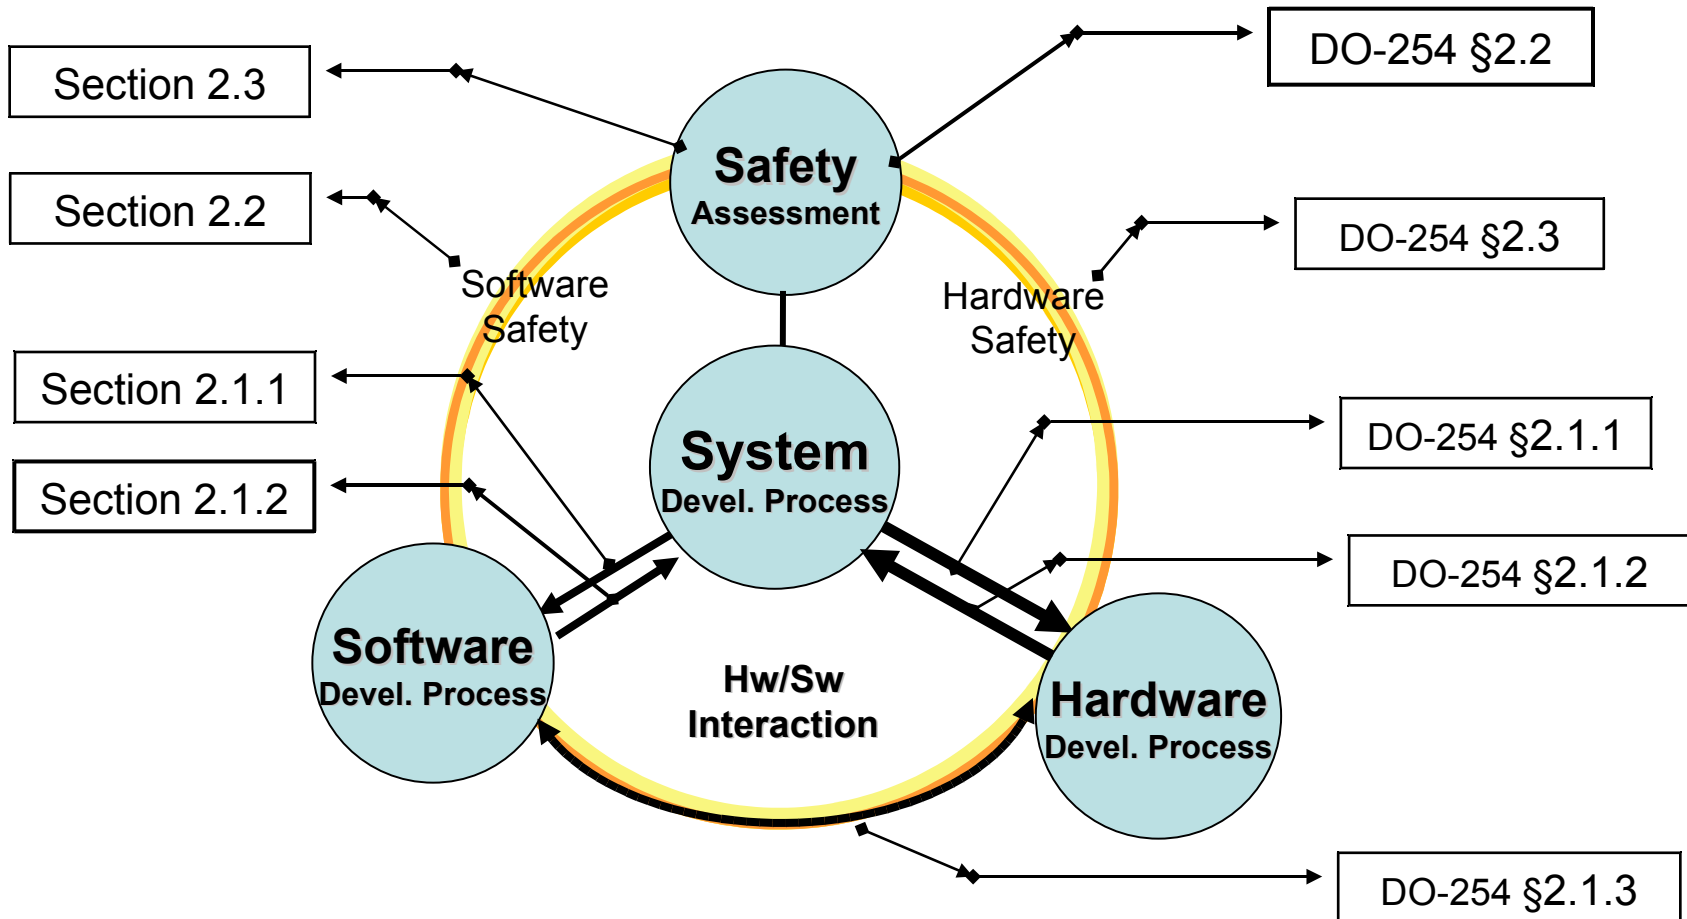 DO-254 §2.2
Section 2.3
Safety
Assessment
Section 2.2
DO-254 §2.3
Software
Safety
Hardware
Safety
Section 2.1.1
DO-254 §2.1.1
System
Devel. Process
Section 2.1.2
DO-254 §2.1.2
Software
Devel. Process
Hw/Sw
Interaction
Hardware
Devel. Process
DO-254 §2.1.3